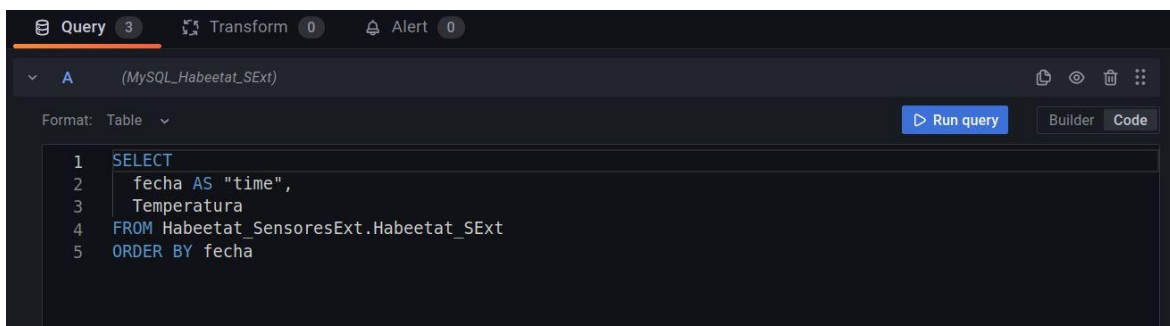 Query 3 Transform 0 Alert 0
A (MySQL_Habeetat_SExt)
Format: Table Run query Builder Code
1 SELECT
2 fecha AS "time",
3 Temperatura
4 FROM Habeetat_SensoresExt.Habeetat_SExt
5 ORDER BY fecha